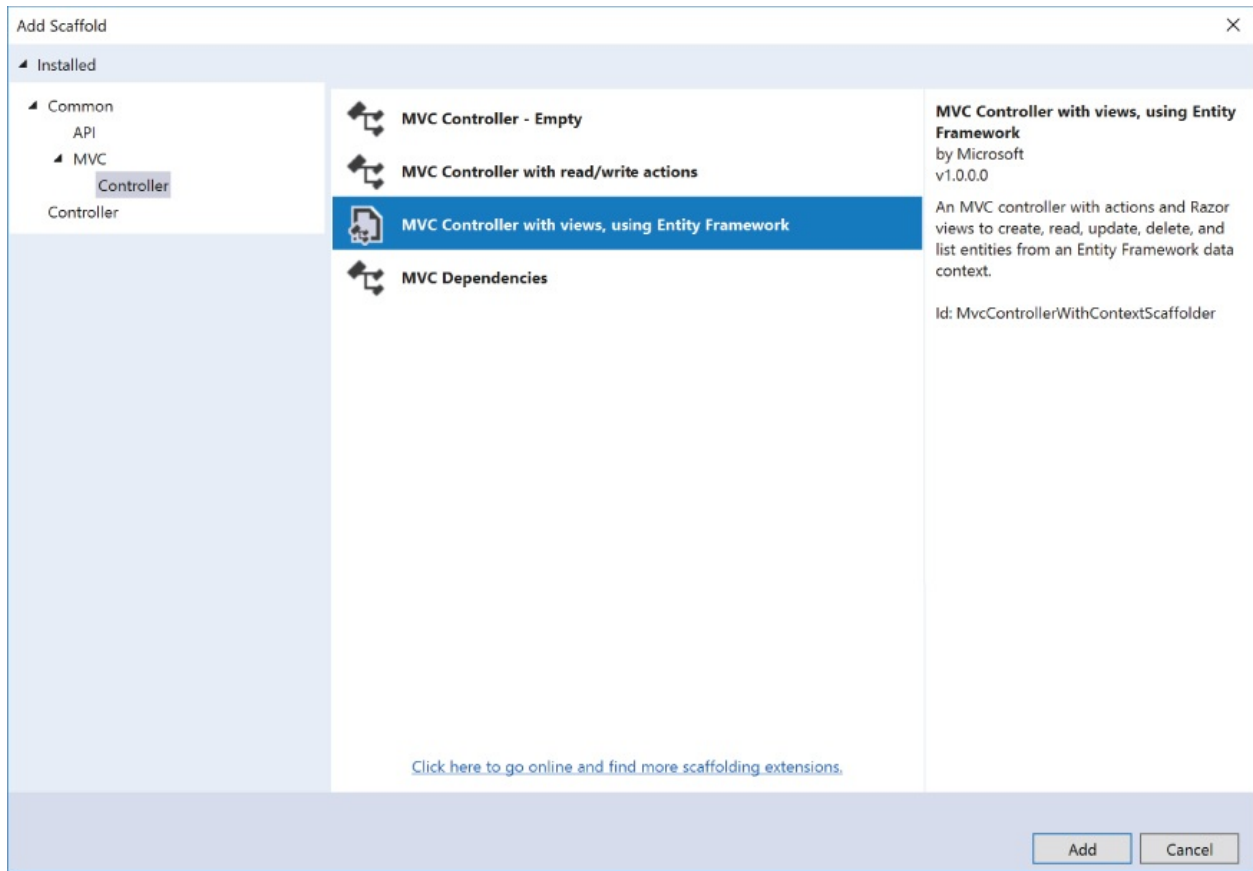 Add Scaffold
Installed
Common
API
MVC
Controller
Controller
MVC Controller - Empty
MVC Controller with read/write actions
MVC Controller with views, using Entity Framework
MVC Dependencies
Click here to go online and find more scaffolding extensions.
MVC Controller with views, using Entity
Framework
by Microsoft
v1.0.0.0
An MVC controller with actions and Razor
views to create, read, update, delete, and
list entities from an Entity Framework data
context.
Id: MvcControllerWithContextScaffolder
Add
Cancel